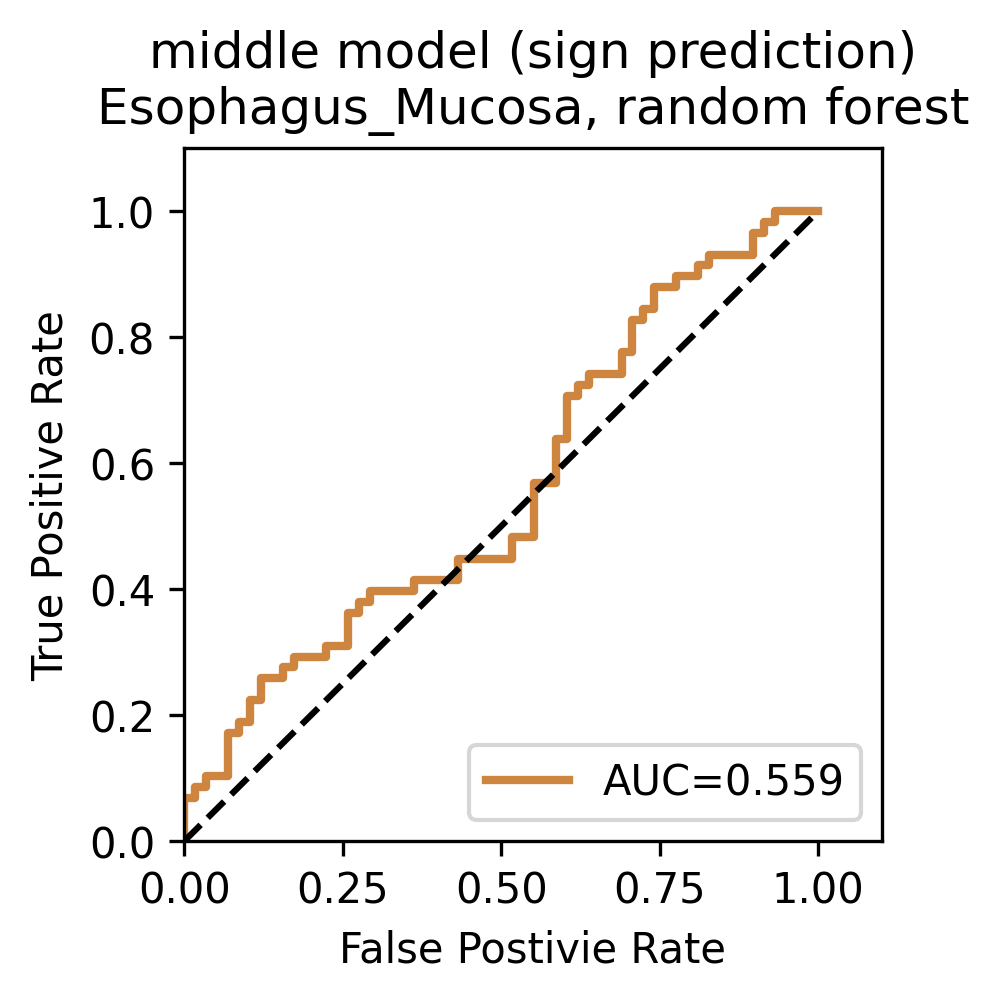 middle model (sign prediction)
Esophagus_Mucosa, random forest
1.0
0.8
0.6
0.4
0.2
0.0
True Positive Rate
AUC=0.559
0.00 0.25 0.50 0.75 1.00
False Postivie Rate